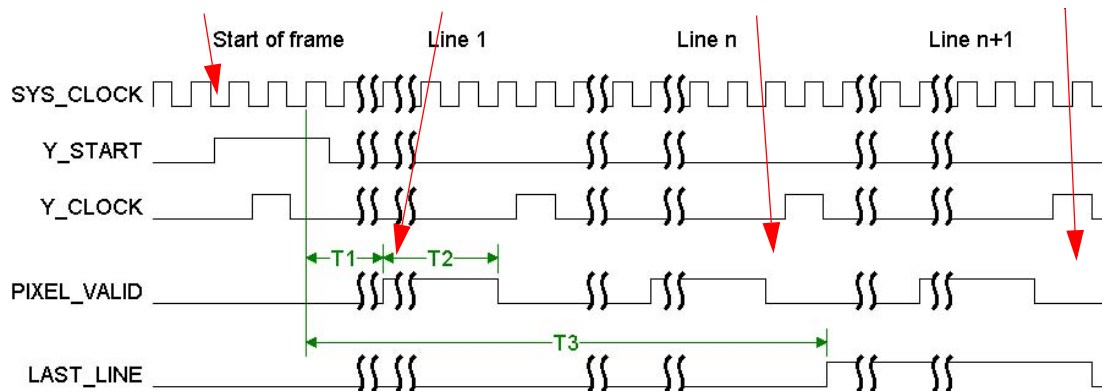 Start of frame Line 1 Line n Line n+1
SYS_CLOCK
Y_START
Y_CLOCK
T1 T2
PIXEL_VALID
T3
LAST_LINE